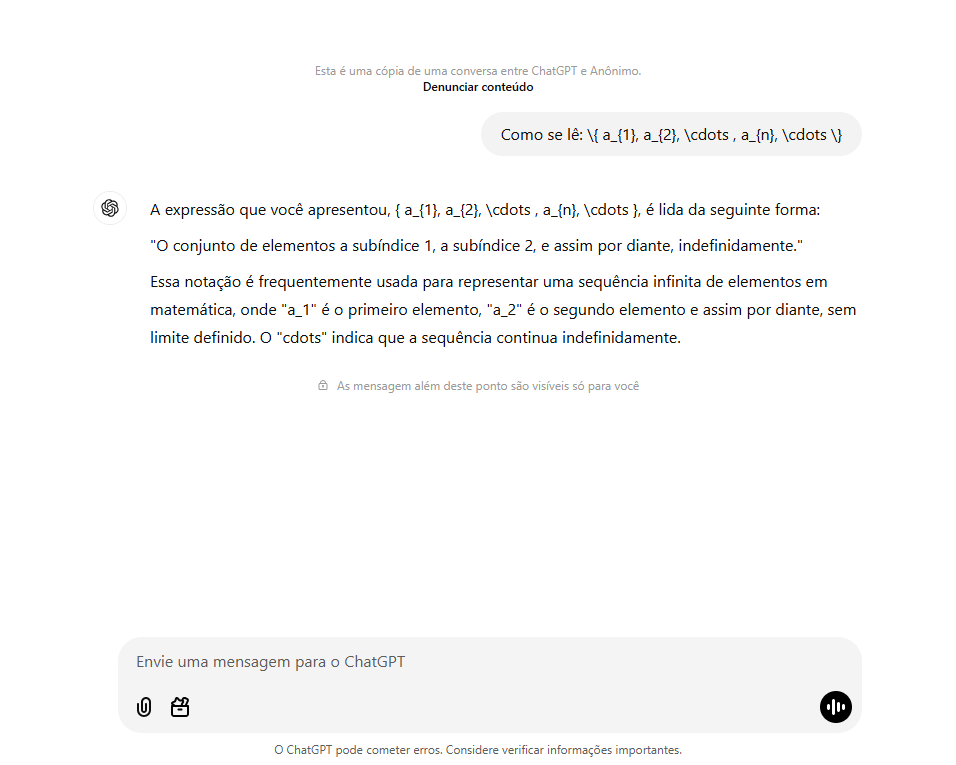 Esta é uma cópia de uma conversa entre ChatGPT e Anônimo.
Denunciar conteúdo
Como se lê: \{ a_{1}, a_{2}, \cdots , a_{n}, \cdots \}
A expressão que você apresentou, { a_{1}, a_{2}, \cdots , a_{n}, \cdots }, é lida da seguinte forma:
"O conjunto de elementos a subíndice 1, a subíndice 2, e assim por diante, indefinidamente."
Essa notação é frequentemente usada para representar uma sequência infinita de elementos em
matemática, onde "a_1" é o primeiro elemento, "a_2" é o segundo elemento e assim por diante, sem
limite definido. O "cdots" indica que a sequência continua indefinidamente.
As mensagem além deste ponto são visíveis só para você
Envie uma mensagem para o ChatGPT
O ChatGPT pode cometer erros. Considere verificar informações importantes.